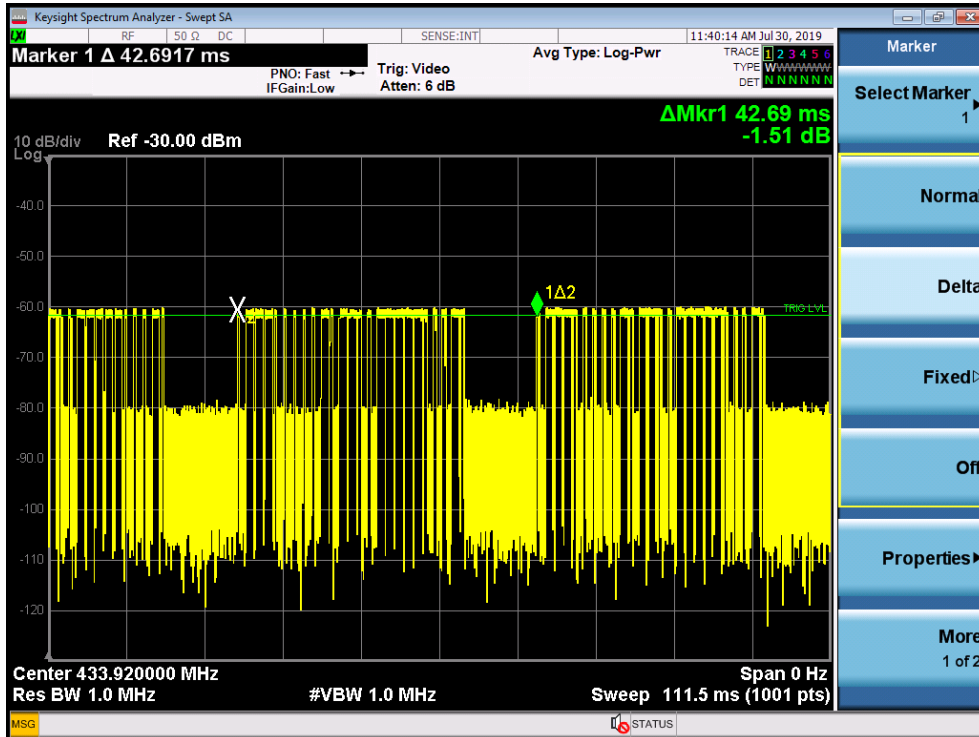 Keysight Spectrum Analyzer - Swept SA
LXI
RF 50 Ω DC SENSE:INT 11:40:14 AM Jul 30, 2019
Marker 1 Δ 42.6917 ms
PNO: Fast
IFGain:Low
Trig: Video
Atten: 6 dB
Avg Type: Log-Pwr
TRACE 1 2 3 4 5 6
TYPE WWWWWW
DET N N N N N N
ΔMkr1 42.69 ms
-1.51 dB
10 dB/div Ref -30.00 dBm
Log
-40.0
-50.0
-60.0
-70.0
-80.0
-90.0
-100
-110
-120
X2
1Δ2
TRIG LVL
Center 433.920000 MHz Span 0 Hz
Res BW 1.0 MHz #VBW 1.0 MHz Sweep 111.5 ms (1001 pts)
MSG STATUS
Marker
Select Marker
1
Norma
Delta
Fixed
Off
Properties
More
1 of 2